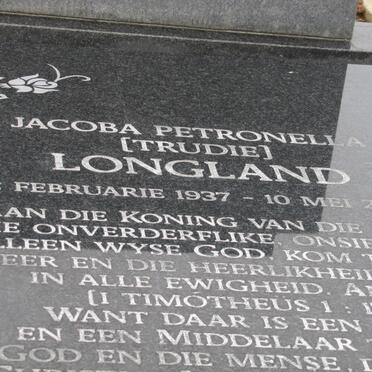 JACOBA PETRONELLA
[TRUDIE]
LONGLAND
FEBRUARIE 1937 - 10 MEI
AAN DIE KONING VAN DIE
ONVERDERFLIKE, ONSIE
ALLEEN WYSE GOD, KOM
EER EN DIE HEERLIKHEID
IN ALLE EWIGHEID
[I TIMOTHEUS 1 : 1
WANT DAAR IS EEN
EN EEN MIDDELAAR
GOD EN DIE MENSE, D